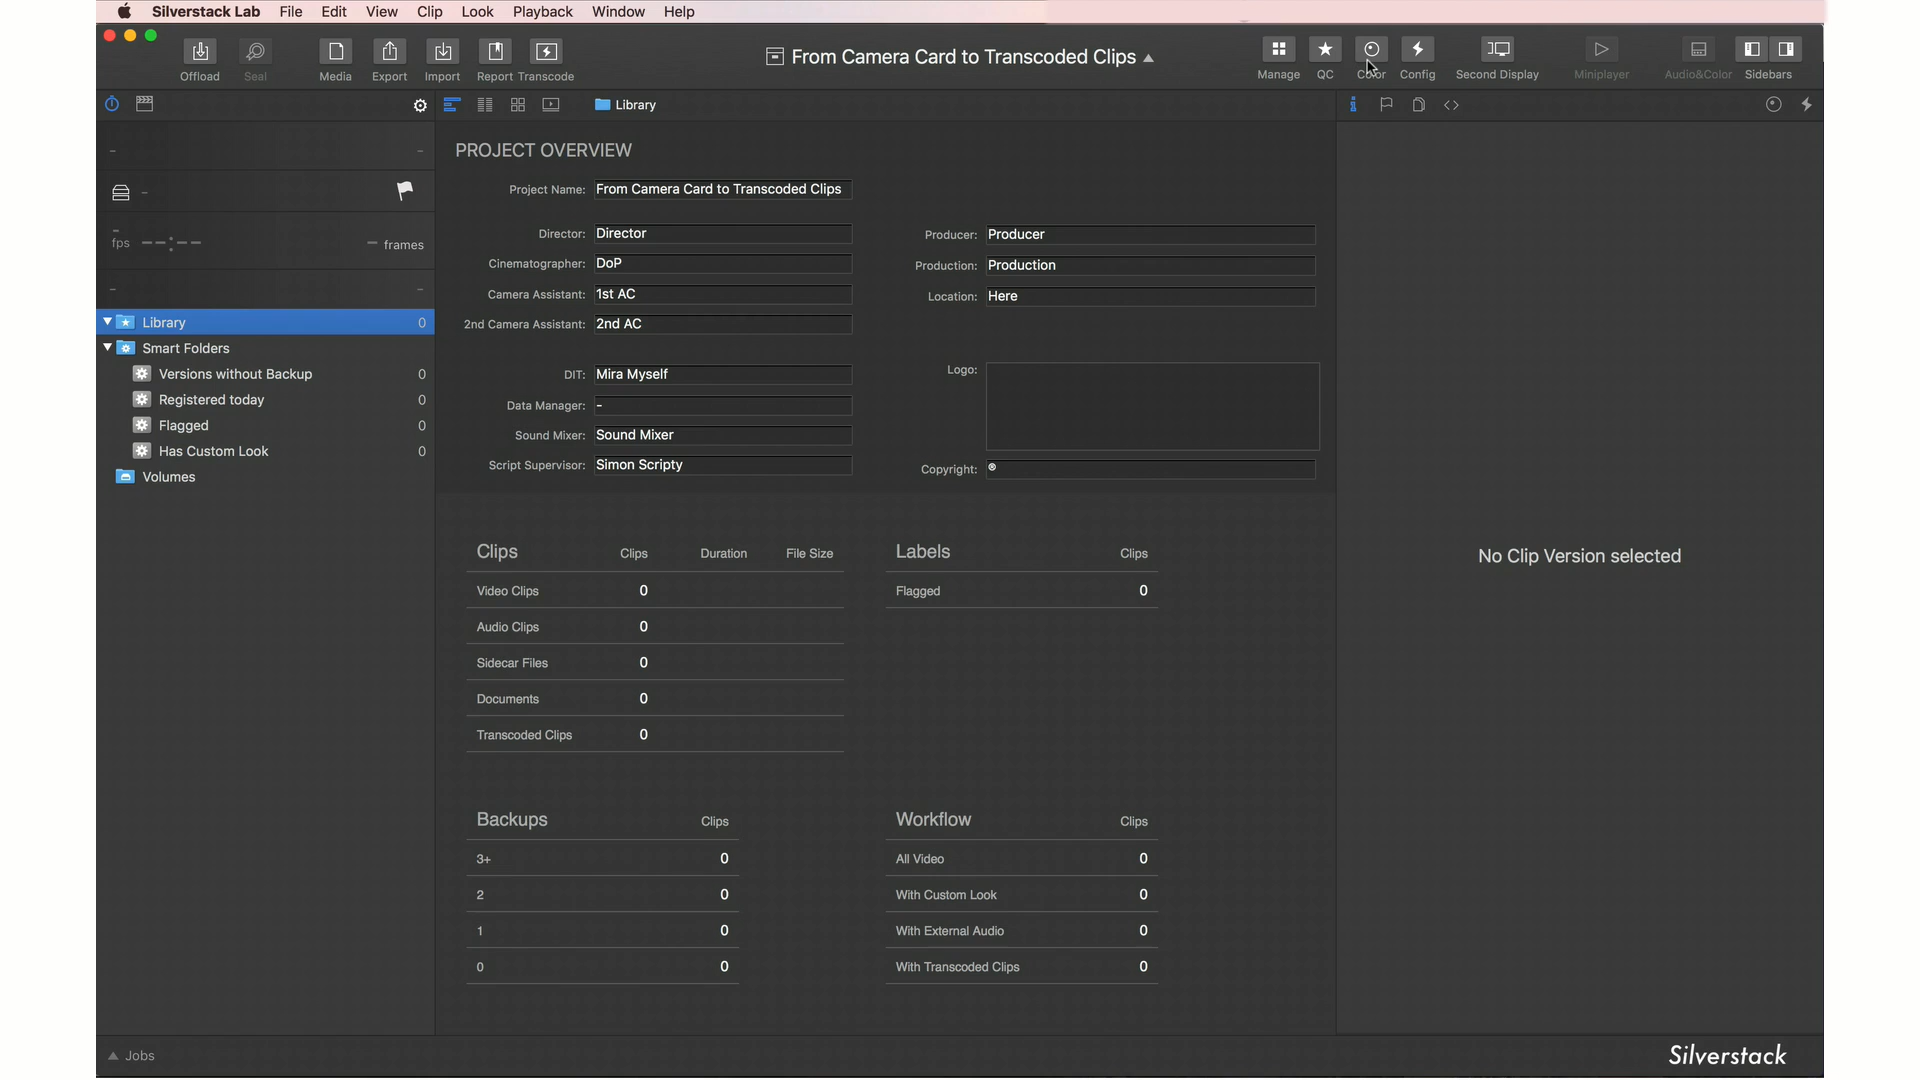 Silverstack Lab File Edit View Clip Look Playback Window Help
Offload Seal Media Export Import Report Transcode
From Camera Card to Transcoded Clips
Manage QC Color Config Second Display Miniplayer Audio&Color Sidebars
Library
- -
-
-
fps --:-- - frames
- -
Library 0
Smart Folders
Versions without Backup 0
Registered today 0
Flagged 0
Has Custom Look 0
Volumes
PROJECT OVERVIEW
Project Name: From Camera Card to Transcoded Clips
Director: Director
Cinematographer: DoP
Camera Assistant: 1st AC
2nd Camera Assistant: 2nd AC
DIT: Mira Myself
Data Manager: -
Sound Mixer: Sound Mixer
Script Supervisor: Simon Scripty
Producer: Producer
Production: Production
Location: Here
Logo:
Copyright: ®
Clips Clips Duration File Size
Video Clips 0
Audio Clips 0
Sidecar Files 0
Documents 0
Transcoded Clips 0
Labels Clips
Flagged 0
Backups Clips
3+ 0
2 0
1 0
0 0
Workflow Clips
All Video 0
With Custom Look 0
With External Audio 0
With Transcoded Clips 0
No Clip Version selected
Jobs
Silverstack